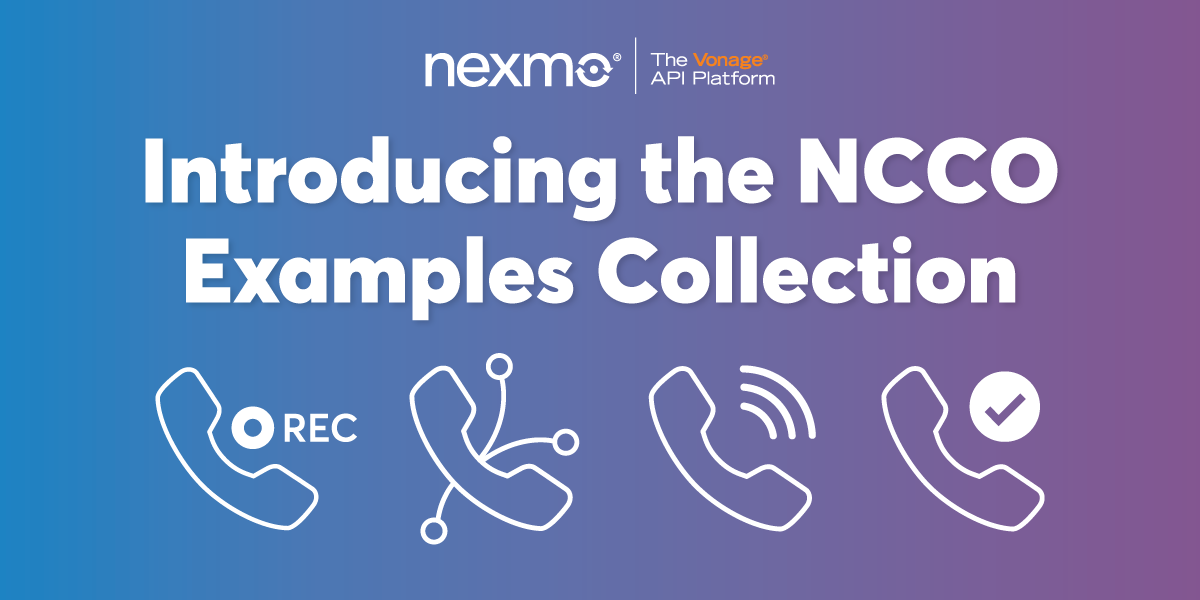 nexmo®
The Vonage®
API Platform
Introducing the NCCO
Examples Collection
REC